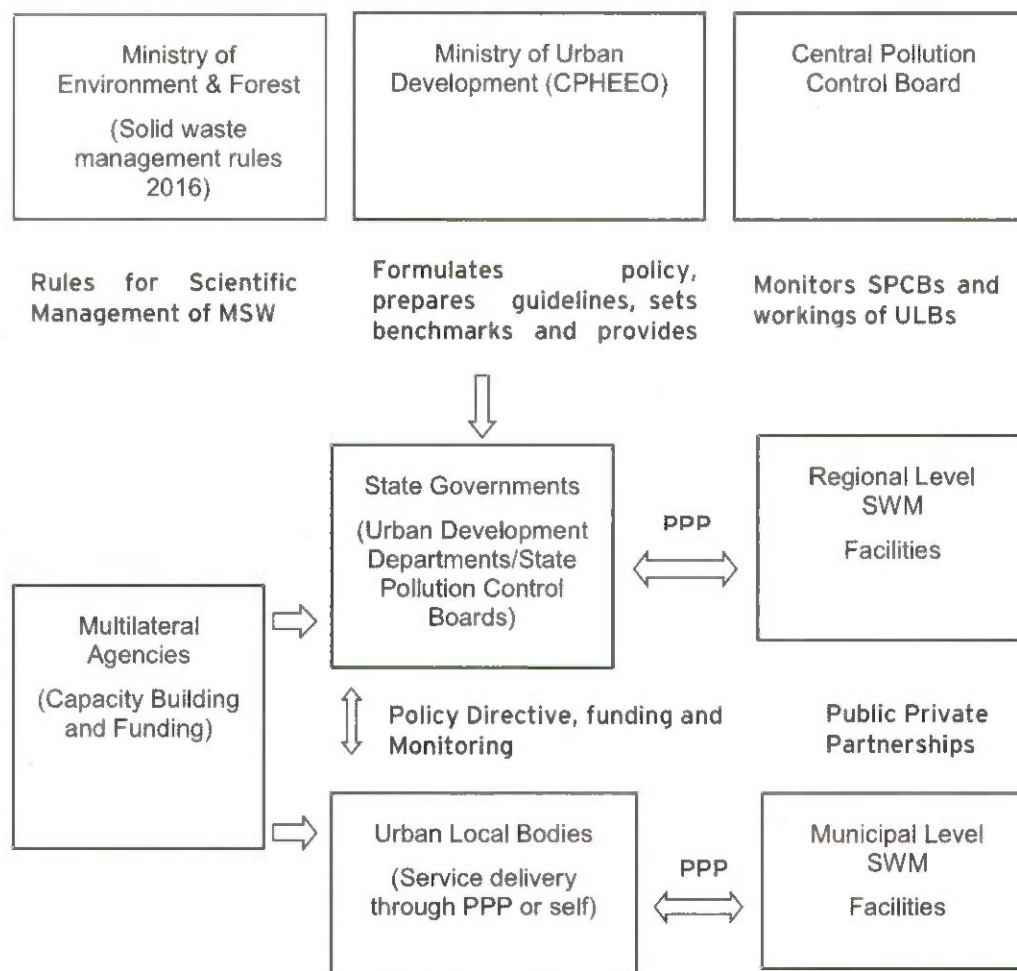 Ministry of
Environment & Forest
(Solid waste
management rules
2016)
Ministry of Urban
Development (CPHEEO)
Central Pollution
Control Board
Rules for Scientific
Management of MSW
Formulates policy,
prepares guidelines, sets
benchmarks and provides
Monitors SPCBs and
workings of ULBs
State Governments
(Urban Development
Departments/State
Pollution Control
Boards)
PPP
Regional Level
SWM
Facilities
Multilateral
Agencies
(Capacity Building
and Funding)
Policy Directive, funding and
Monitoring
Public Private
Partnerships
Urban Local Bodies
(Service delivery
through PPP or self)
PPP
Municipal Level
SWM
Facilities